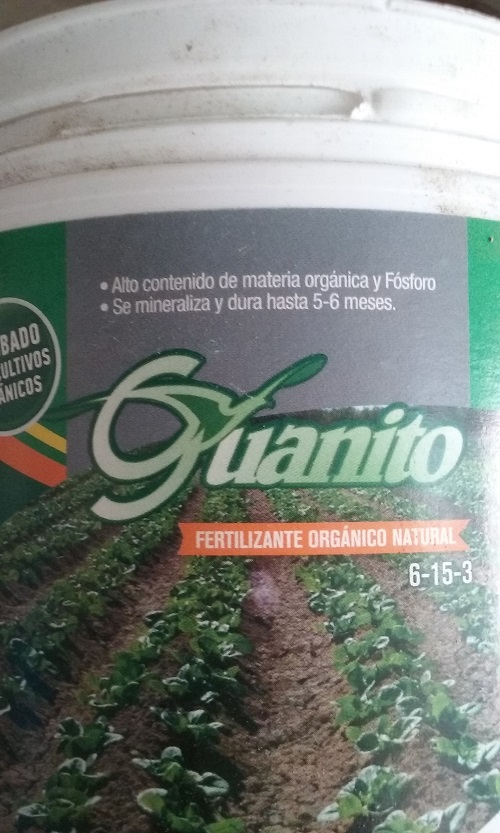 • Alto contenido de materia orgánica y Fósforo
• Se mineraliza y dura hasta 5-6 meses.
BADO
ULTIVOS
ÁNICOS
Guanito
FERTILIZANTE ORGÁNICO NATURAL
6-15-3